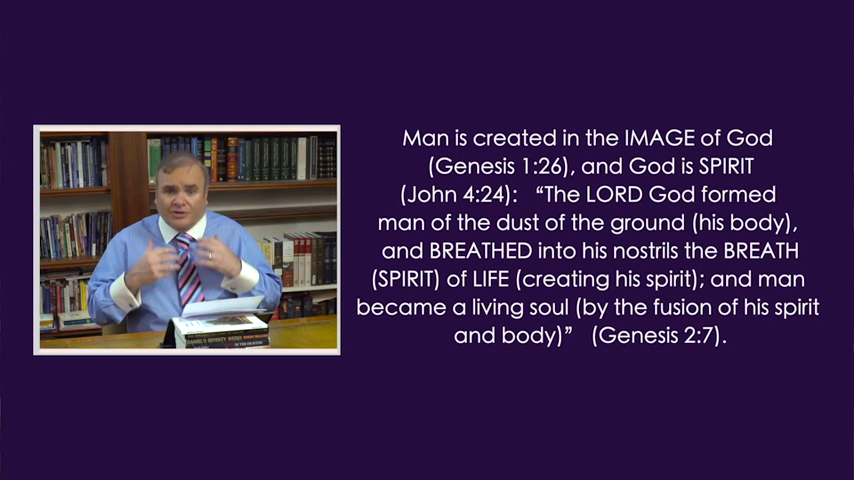 Man is created in the IMAGE of God
(Genesis 1:26), and God is SPIRIT
(John 4:24): “The LORD God formed
man of the dust of the ground (his body),
and BREATHED into his nostrils the BREATH
(SPIRIT) of LIFE (creating his spirit); and man
became a living soul (by the fusion of his spirit
and body)” (Genesis 2:7).
DANIEL'S SEVENTY WEEKS